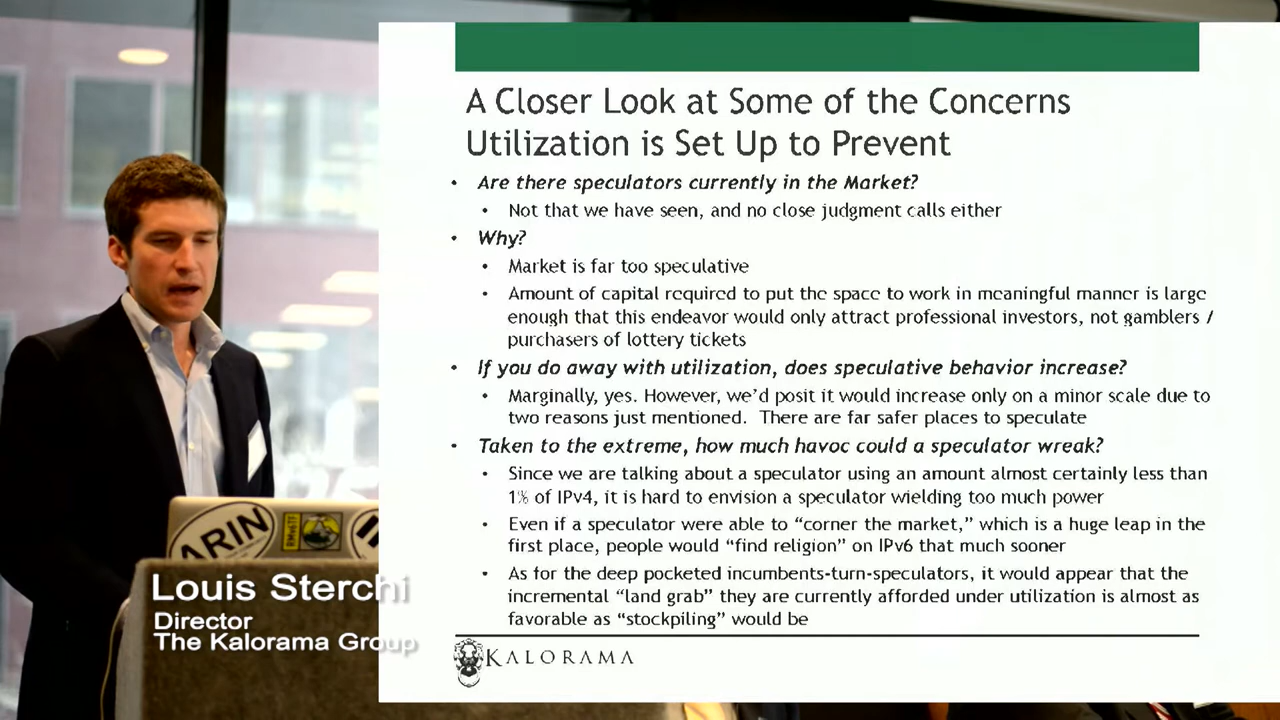 A Closer Look at Some of the Concerns
Utilization is Set Up to Prevent
• Are there speculators currently in the Market?
• Not that we have seen, and no close judgment calls either
• Why?
• Market is far too speculative
• Amount of capital required to put the space to work in meaningful manner is large
enough that this endeavor would only attract professional investors, not gamblers /
purchasers of lottery tickets
• If you do away with utilization, does speculative behavior increase?
• Marginally, yes. However, we'd posit it would increase only on a minor scale due to
two reasons just mentioned. There are far safer places to speculate
• Taken to the extreme, how much havoc could a speculator wreak?
• Since we are talking about a speculator using an amount almost certainly less than
1% of IPv4, it is hard to envision a speculator wielding too much power
• Even if a speculator were able to "corner the market," which is a huge leap in the
first place, people would "find religion" on IPv6 that much sooner
• As for the deep pocketed incumbents-turn-speculators, it would appear that the
incremental "land grab" they are currently afforded under utilization is almost as
favorable as "stockpiling" would be
KALORAMA
ARIN
Louis Sterchi
Director
The Kalorama Group